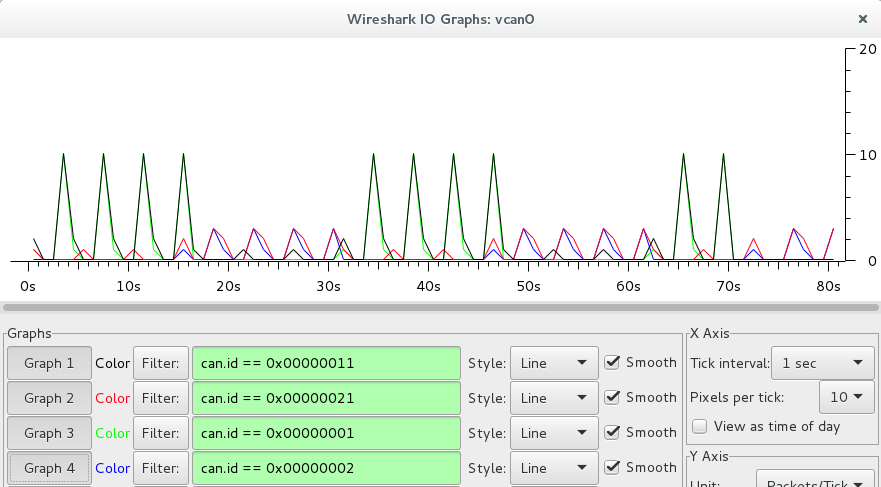 Wireshark IO Graphs: vcan0 ×
20
10
0
0s 10s 20s 30s 40s 50s 60s 70s 80s
Graphs X Axis
Graph 1 Color Filter: can.id == 0x00000011 Style: Line Smooth Tick interval: 1 sec
Graph 2 Color Filter: can.id == 0x00000021 Style: Line Smooth Pixels per tick: 10
Graph 3 Color Filter: can.id == 0x00000001 Style: Line Smooth View as time of day
Graph 4 Color Filter: can.id == 0x00000002 Style: Line Smooth Y Axis
Unit: Packets/Tick